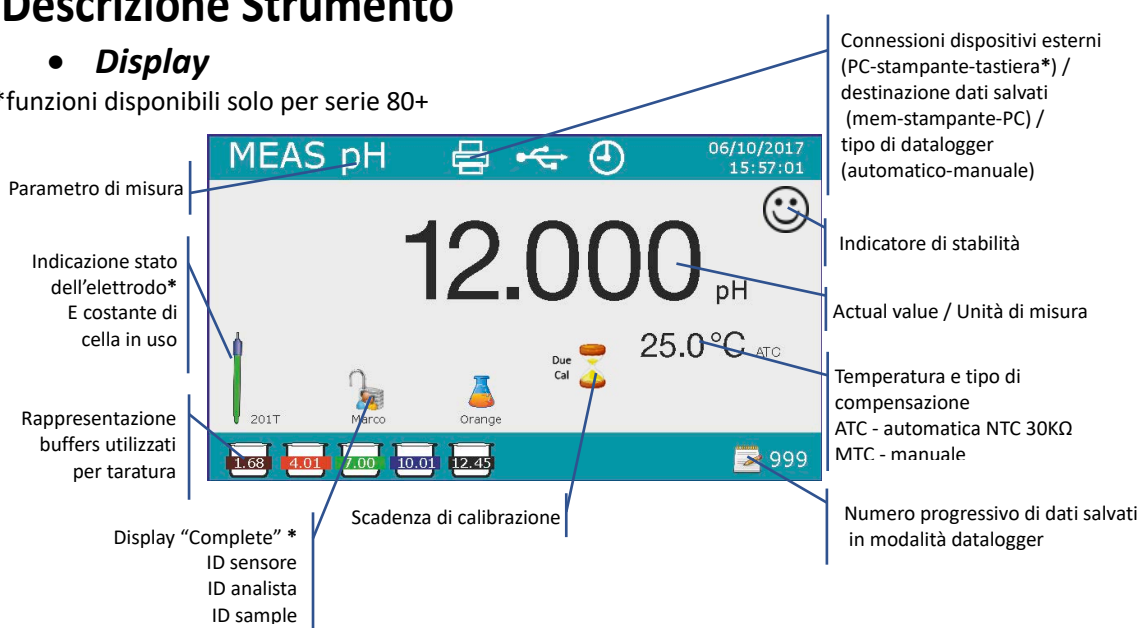 Descrizione Strumento
• Display
*funzioni disponibili solo per serie 80+
Connessioni dispositivi esterni
(PC-stampante-tastiera*) /
destinazione dati salvati
(mem-stampante-PC) /
tipo di datalogger
(automatico-manuale)
MEAS pH
06/10/2017
15:57:01
Parametro di misura
Indicatore di stabilità
12.000 pH
Indicazione stato
dell'elettrodo*
E costante di
cella in uso
Actual value / Unità di misura
25.0°C ATC
Due
Cal
Temperatura e tipo di
compensazione
ATC - automatica NTC 30KΩ
MTC - manuale
201T
Marco
Orange
Rappresentazione
buffers utilizzati
per taratura
1.68 4.01 7.00 10.01 12.45
999
Scadenza di calibrazione
Numero progressivo di dati salvati
in modalità datalogger
Display "Complete" *
ID sensore
ID analista
ID sample